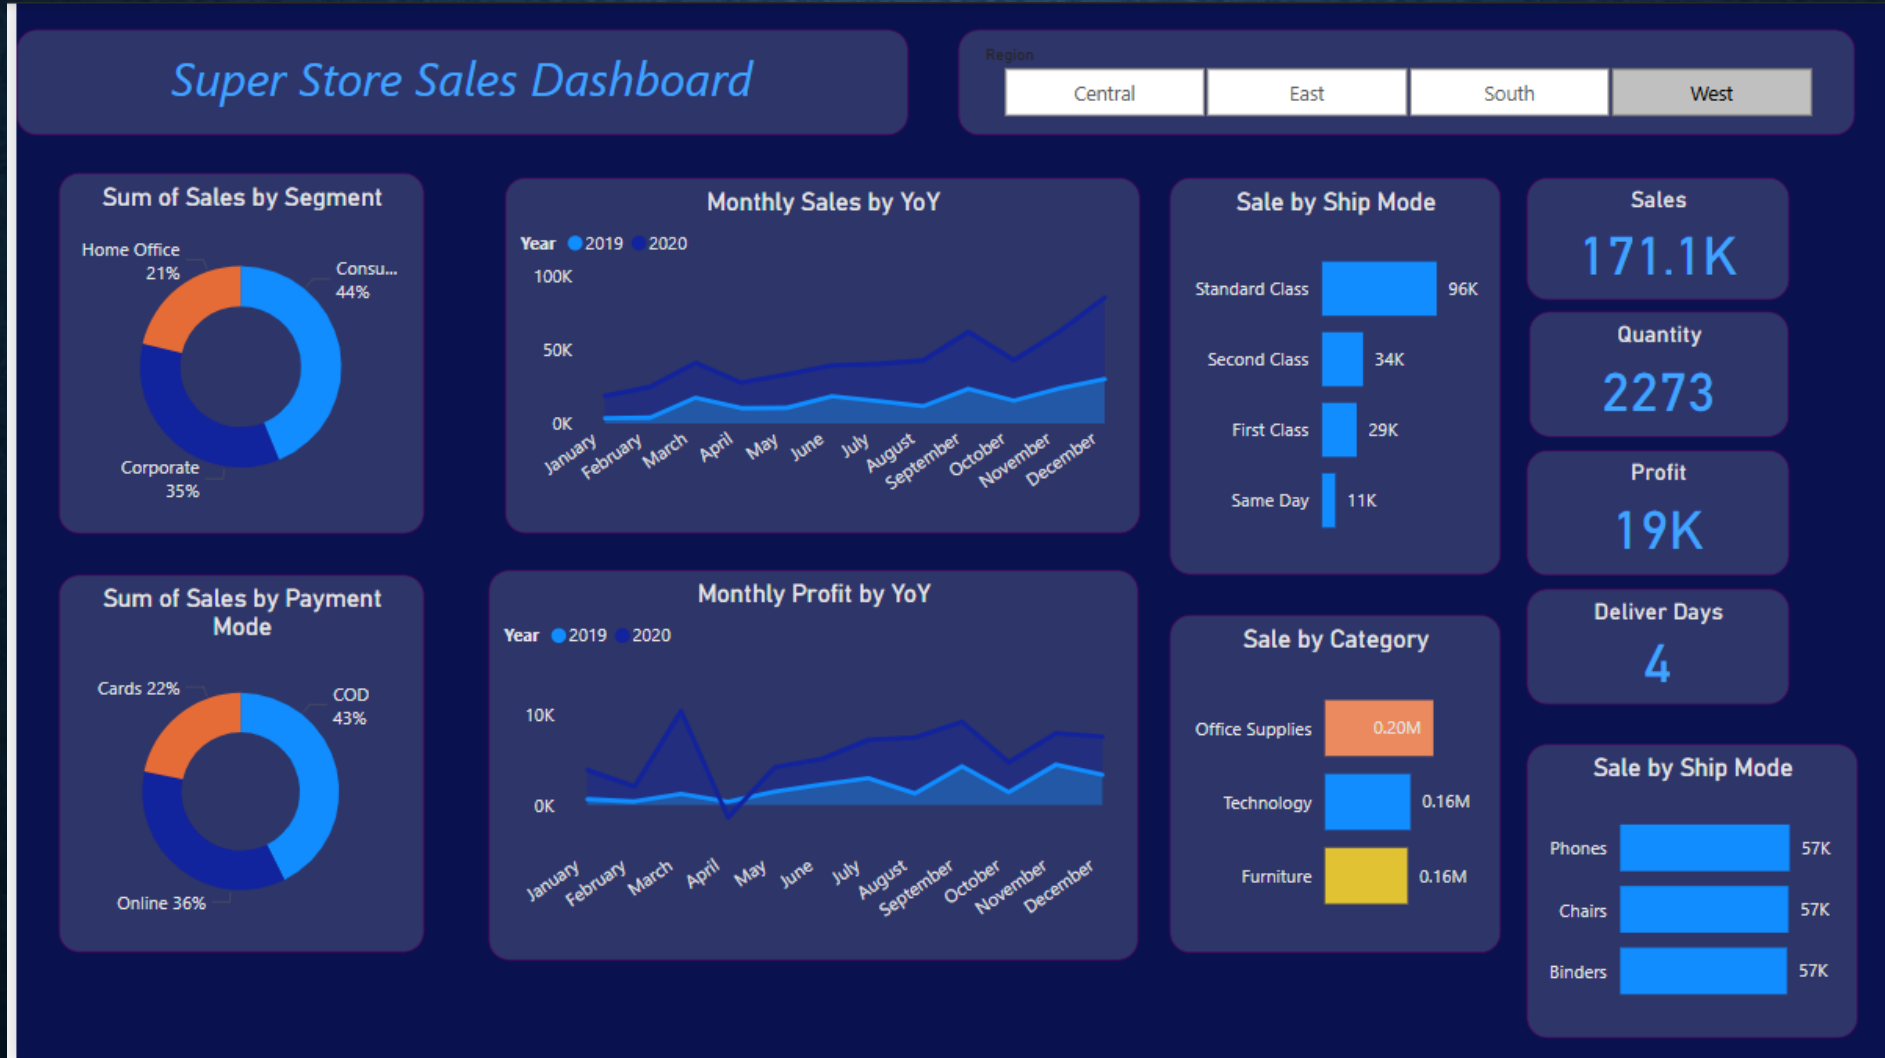 Super Store Sales Dashboard
Region
Central
East
South
West
Sum of Sales by Segment
Home Office
21%
Consu...
44%
Corporate
35%
Monthly Sales by YoY
Year 2019 2020
100K
50K
0K
January
February
March
April
May
June
July
August
September
October
November
December
Sale by Ship Mode
Standard Class 96K
Second Class 34K
First Class 29K
Same Day 11K
Sales
171.1K
Quantity
2273
Profit
19K
Deliver Days
4
Sum of Sales by Payment
Mode
Cards 22%
COD
43%
Online 36%
Monthly Profit by YoY
Year 2019 2020
10K
0K
January
February
March
April
May
June
July
August
September
October
November
December
Sale by Category
Office Supplies 0.20M
Technology 0.16M
Furniture 0.16M
Sale by Ship Mode
Phones 57K
Chairs 57K
Binders 57K